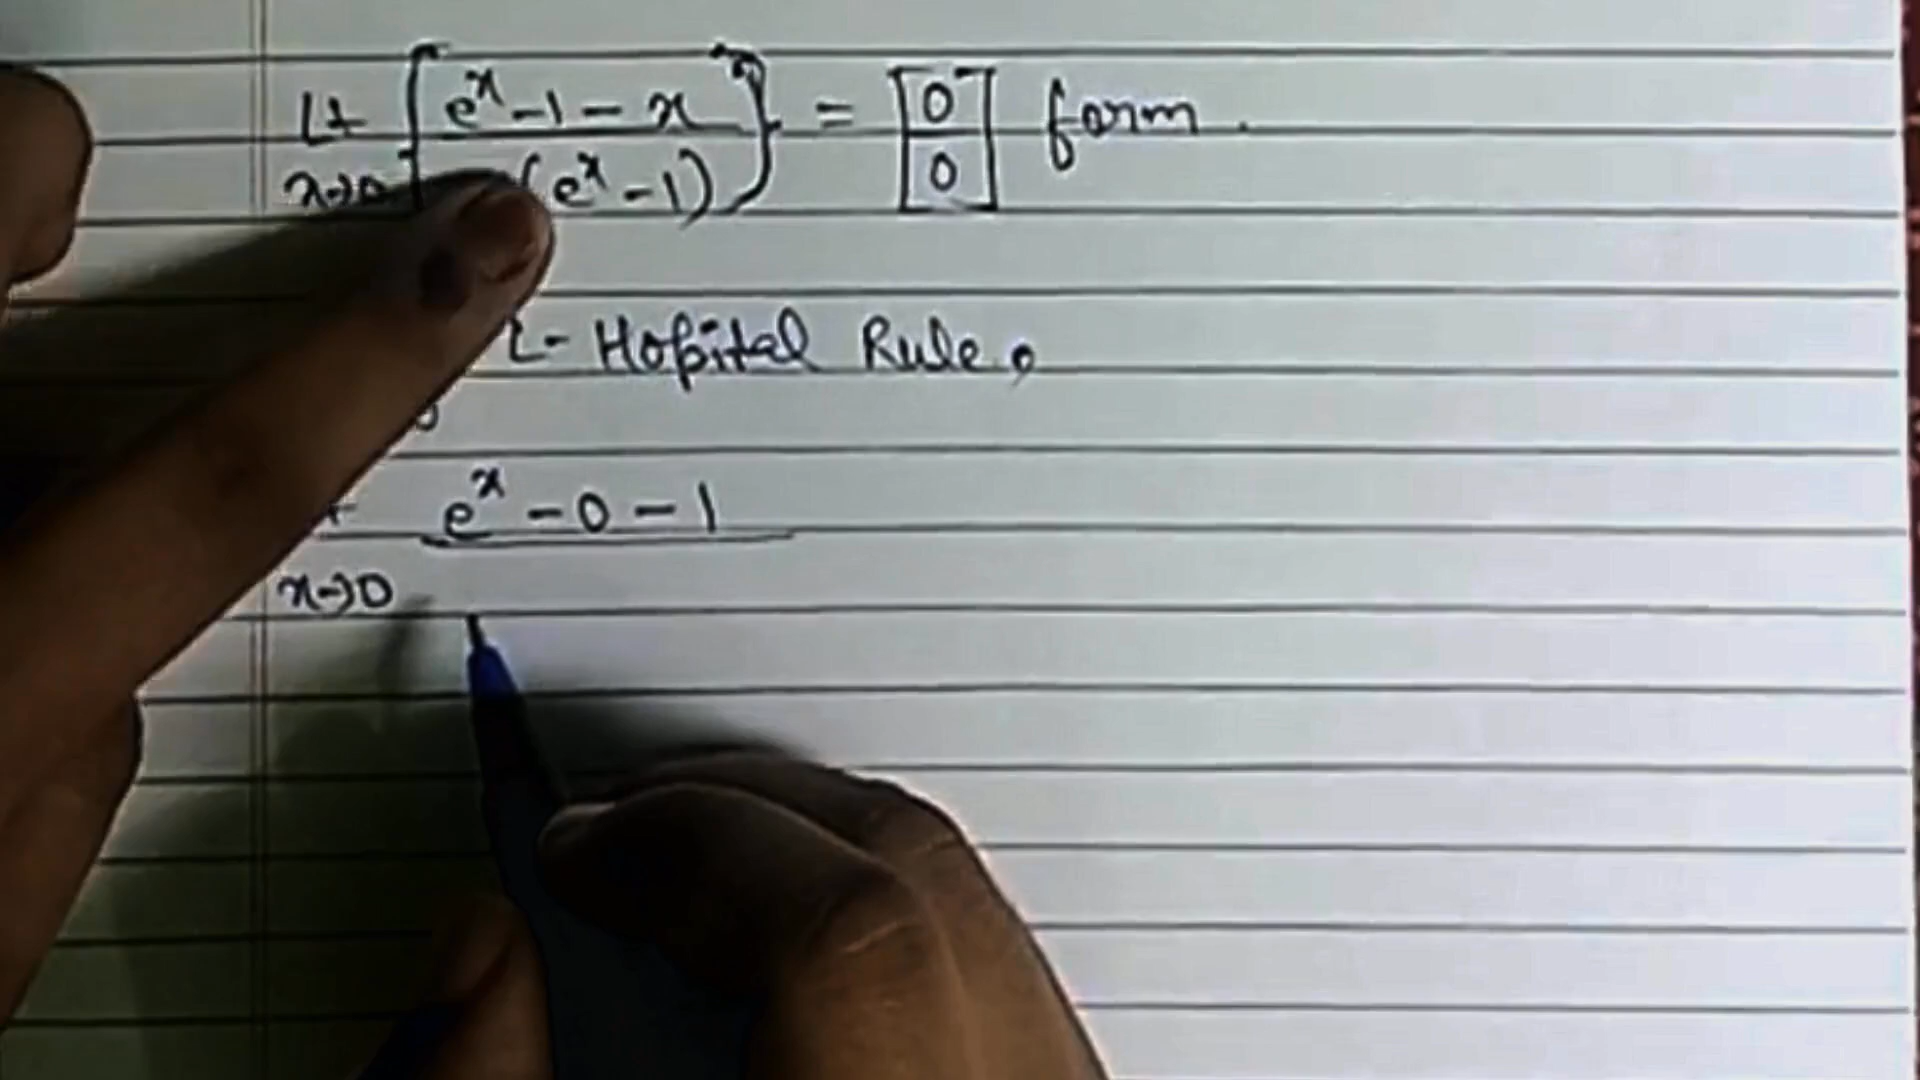 Lt [e^x - 1 - x / (e^x - 1)] = [0/0] form.
x→0
L-Hopital Rule,
e^x - 0 - 1
x→0